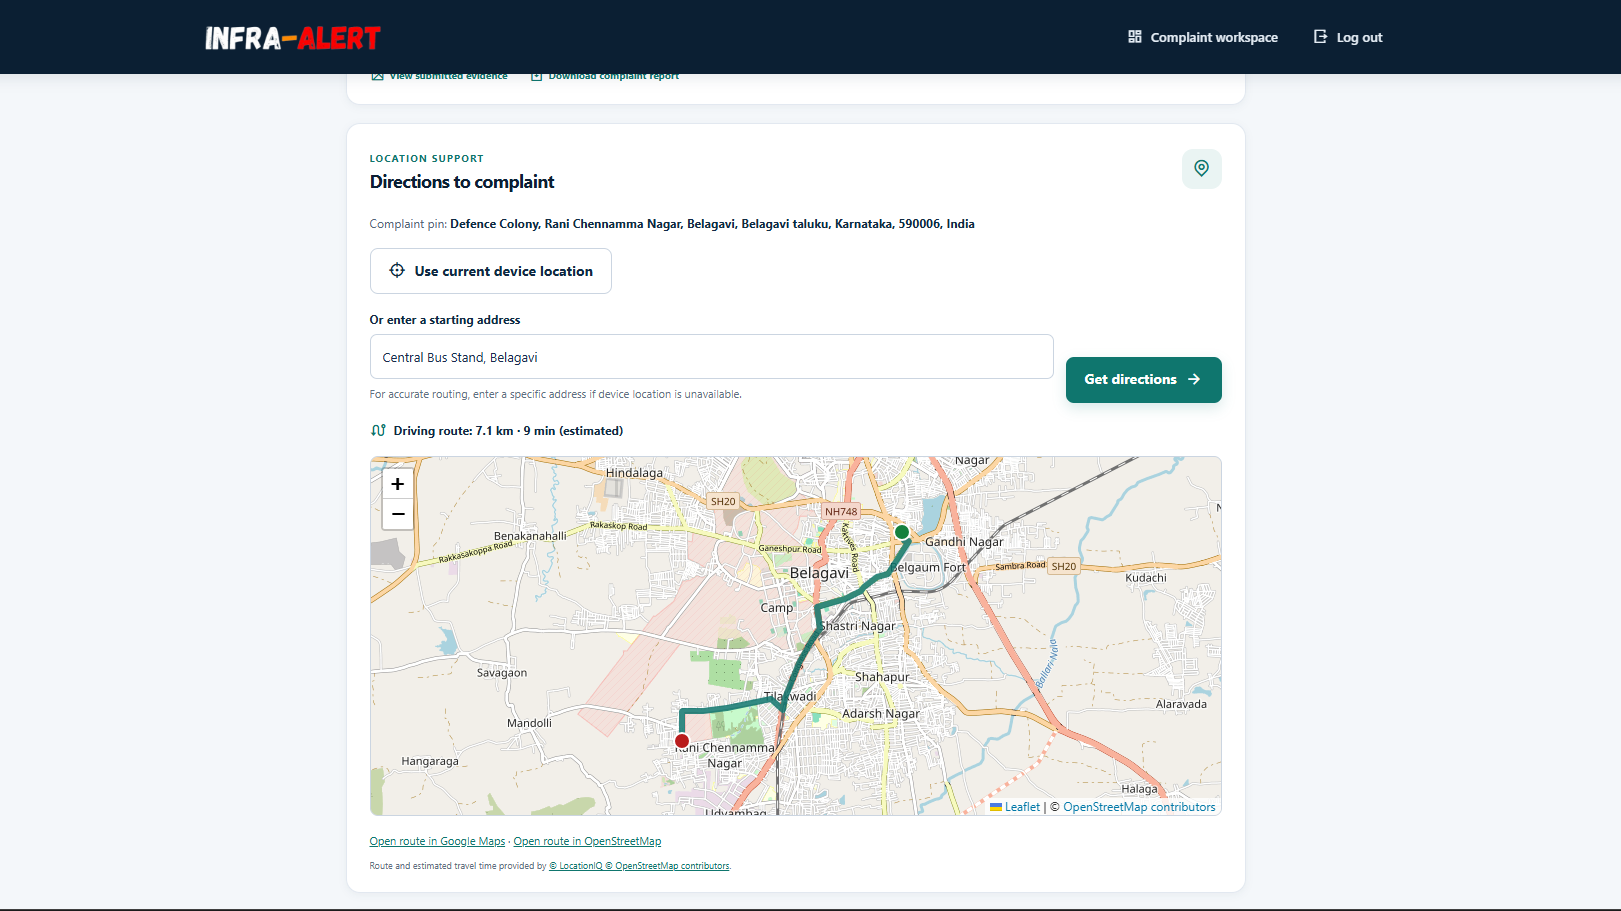 INFRA-ALERT
Complaint workspace
Log out
View submitted evidence
Download complaint report
LOCATION SUPPORT
Directions to complaint
Complaint pin: Defence Colony, Rani Chennamma Nagar, Belagavi, Belagavi taluku, Karnataka, 590006, India
Use current device location
Or enter a starting address
Central Bus Stand, Belagavi
Get directions →
For accurate routing, enter a specific address if device location is unavailable.
Driving route: 7.1 km · 9 min (estimated)
+
−
Nagar
Hindalaga
SH20
NH748
Rakaskop Road
Benakanahalli
Rakkasakoppa Road
Ganeshpur Road
Kaktives Road
Gandhi Nagar
Belagavi
Belgaum Fort
Sambra Road
SH20
Kudachi
Camp
Shastri Nagar
Ballari Nala
Savagaon
Shahapur
Tilakwadi
Alaravada
Adarsh Nagar
Mandolli
Rani Chennamma
Nagar
Hangaraga
Halaga
Udyambag
Leaflet | © OpenStreetMap contributors
Open route in Google Maps · Open route in OpenStreetMap
Route and estimated travel time provided by © LocationIQ © OpenStreetMap contributors.